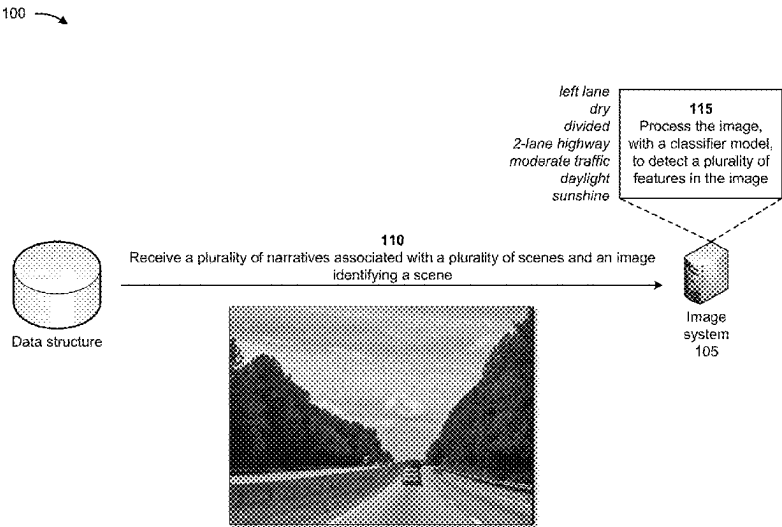 100
left lane
dry
divided
2-lane highway
moderate traffic
daylight
sunshine
115
Process the image,
with a classifier model,
to detect a plurality of
features in the image
110
Receive a plurality of narratives associated with a plurality of scenes and an image
identifying a scene
Data structure
Image
system
105